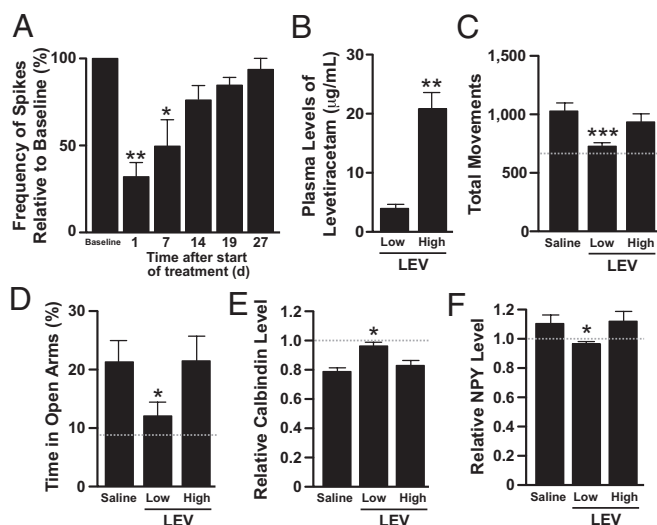 A
Frequency of Spikes
Relative to Baseline (%)
100
50
0
**
*
Baseline 1 7 14 19 27
Time after start
of treatment (d)
B
Plasma Levels of
Levetiracetam (μg/mL)
30
20
10
0
**
Low High
LEV
C
Total Movements
1,500
1,000
500
0
***
Saline Low High
LEV
D
Time in Open Arms (%)
30
20
10
0
*
Saline Low High
LEV
E
Relative Calbindin Level
1.2
1.0
0.8
0.6
0.4
0.2
0
*
Saline Low High
LEV
F
Relative NPY Level
1.2
1.0
0.8
0.6
0.4
0.2
0
*
Saline Low High
LEV